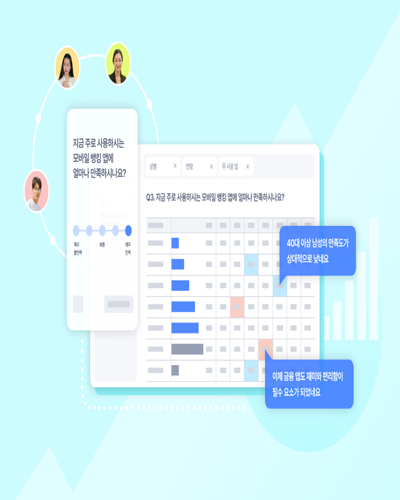 지금 주로 사용하시는
모바일 뱅킹 앱에
얼마나 만족하시나요?
매우
불만족
보통
매우
만족
성별 ×
연령 ×
주 사용 앱 ×
Q3. 지금 주로 사용하시는 모바일 뱅킹 앱에 얼마나 만족하시나요?
40대 이상 남성의 만족도가
상대적으로 낮네요
이제 금융 앱도 재미와 편리함이
필수 요소가 되었네요